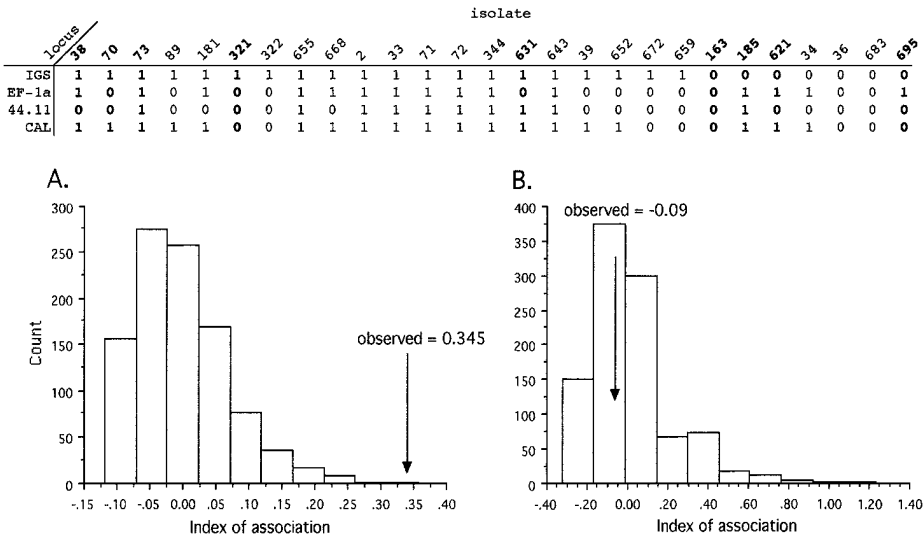 isolate
locus 38 70 73 89 181 321 322 655 668 2 33 71 72 344 631 643 39 652 672 659 163 185 621 34 36 683 695
IGS 1 1 1 1 1 1 1 1 1 1 1 1 1 1 1 1 1 1 1 1 0 0 0 0 0 0 0
EF-1a 1 0 1 0 1 0 0 1 1 1 1 1 1 1 0 1 0 0 0 0 0 1 1 1 0 0 1
44.11 0 0 1 0 0 0 0 1 0 1 1 1 1 1 1 1 0 0 0 0 0 1 0 0 0 0 0
CAL 1 1 1 1 1 0 0 1 1 1 1 1 1 1 1 1 1 1 0 0 0 1 1 1 0 0 0
A.
300
250
200
150
100
50
0
Count
observed = 0.345
-.15 -.10 -.05 0.00 .05 .10 .15 .20 .25 .30 .35 .40
Index of association
B.
400
350
300
250
200
150
100
50
0
observed = -0.09
-.40 -.20 0.00 .20 .40 .60 .80 1.00 1.20 1.40
Index of association